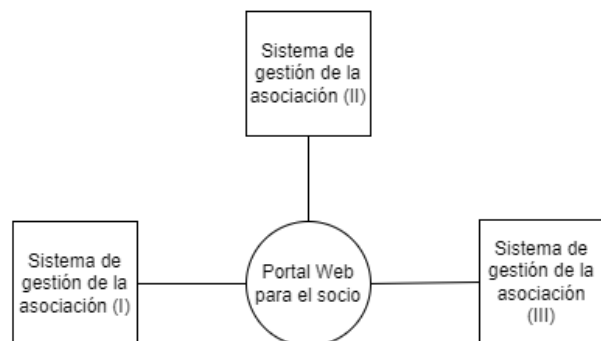 Sistema de
gestión de la
asociación (II)
Sistema de
gestión de la
asociación (I)
Portal Web
para el socio
Sistema de
gestión de la
asociación
(III)